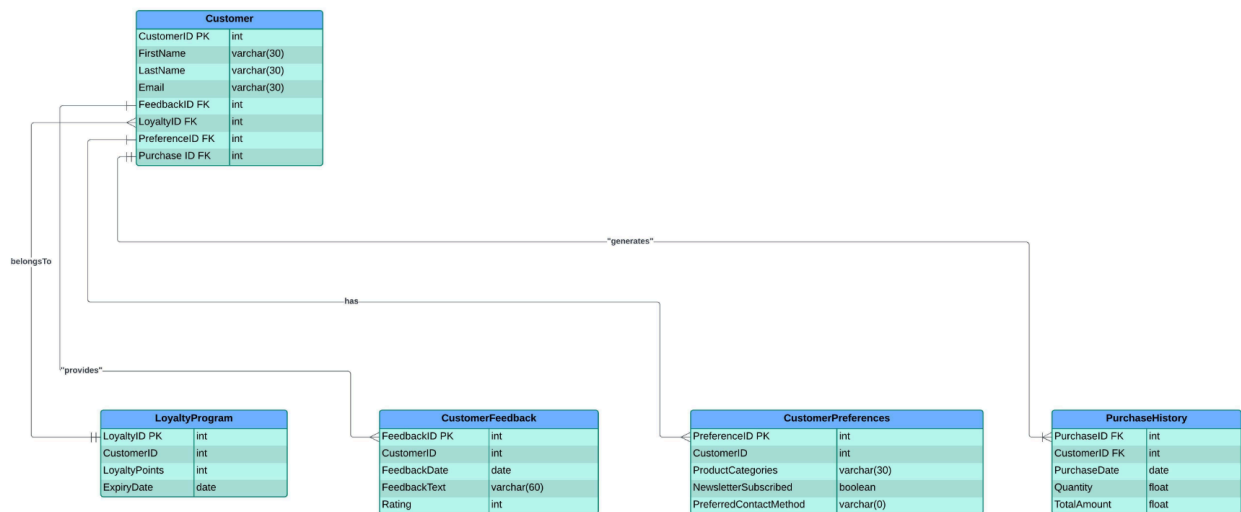 Customer
CustomerID PK int
FirstName varchar(30)
LastName varchar(30)
Email varchar(30)
FeedbackID FK int
LoyaltyID FK int
PreferenceID FK int
Purchase ID FK int
"generates"
belongsTo
has
"provides"
LoyaltyProgram
LoyaltyID PK int
CustomerID int
LoyaltyPoints int
ExpiryDate date
CustomerFeedback
FeedbackID PK int
CustomerID int
FeedbackDate date
FeedbackText varchar(60)
Rating int
CustomerPreferences
PreferenceID PK int
CustomerID int
ProductCategories varchar(30)
NewsletterSubscribed boolean
PreferredContactMethod varchar(0)
PurchaseHistory
PurchaseID FK int
CustomerID FK int
PurchaseDate date
Quantity float
TotalAmount float